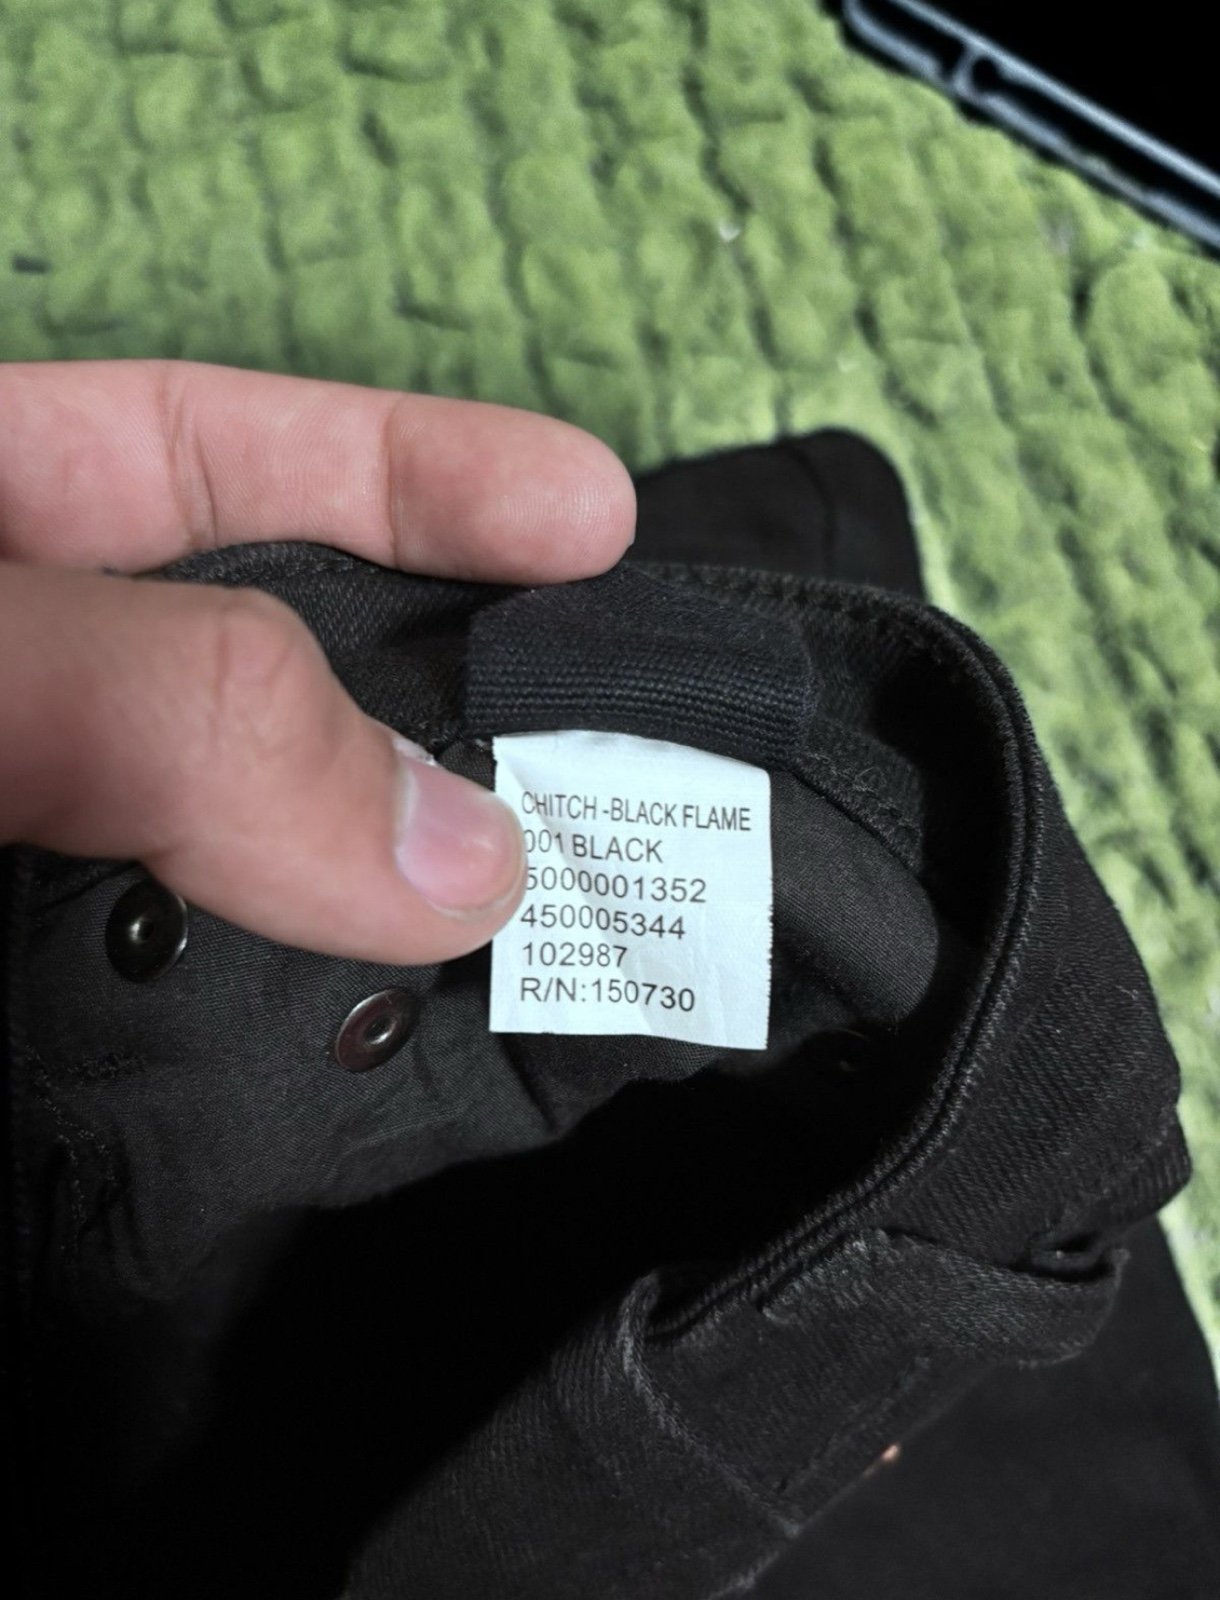 CHITCH -BLACK FLAME
001 BLACK
5000001352
450005344
102987
R/N:150730